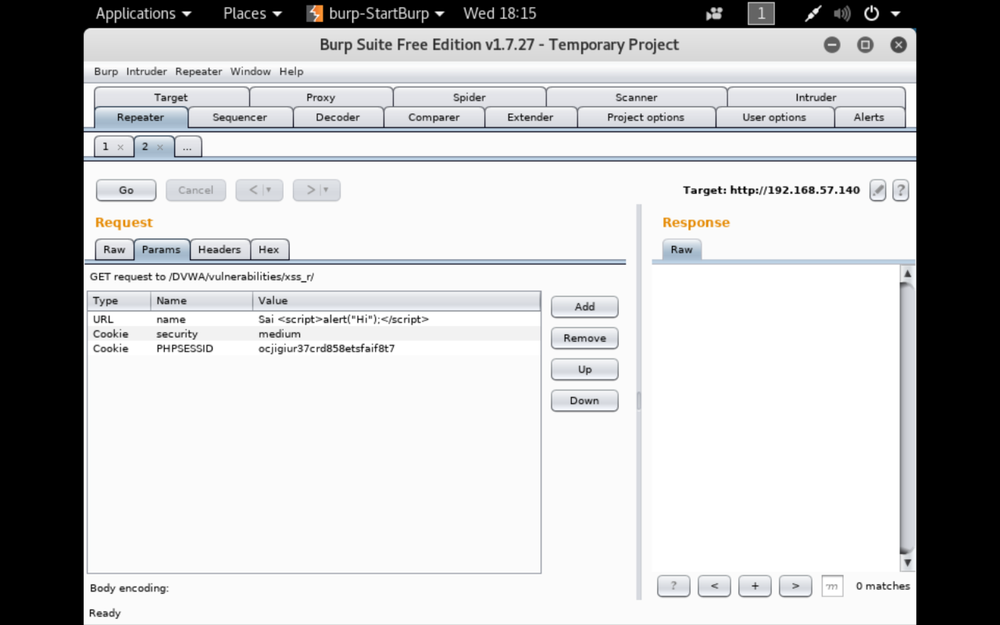 Applications Places burp-StartBurp Wed 18:15 1
Burp Suite Free Edition v1.7.27 - Temporary Project
Burp Intruder Repeater Window Help
Target Proxy Spider Scanner Intruder
Repeater Sequencer Decoder Comparer Extender Project options User options Alerts
1 × 2 × ...
Go Cancel < > Target: http://192.168.57.140 ?
Request Response
Raw Params Headers Hex Raw
GET request to /DVWA/vulnerabilities/xss_r/
Type Name Value
URL name Sai <script>alert("Hi");</script>
Cookie security medium
Cookie PHPSESSID ocjigiur37crd858etsfaif8t7
Add
Remove
Up
Down
Body encoding:
? < + > 0 matches
Ready